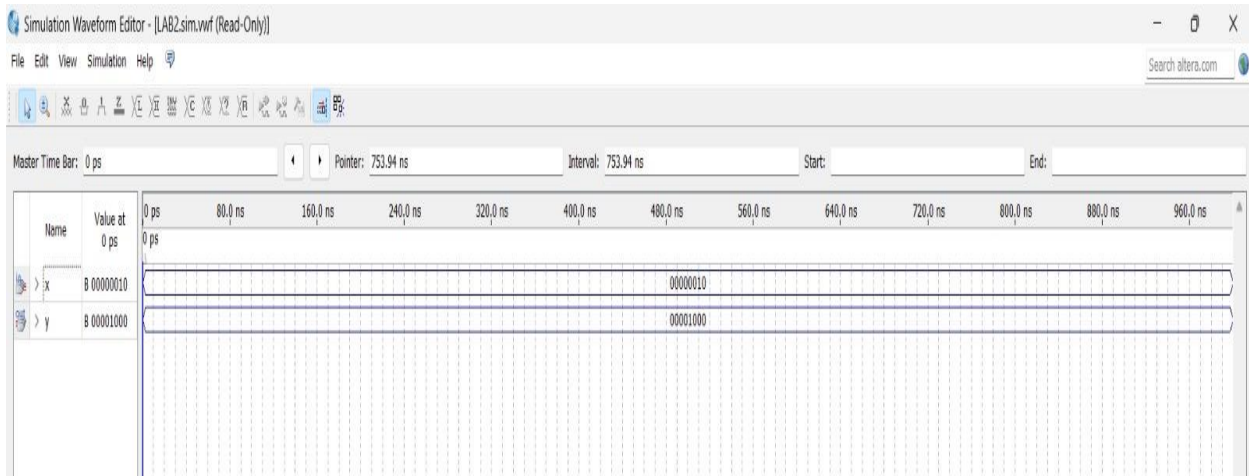 Simulation Waveform Editor - [LAB2.sim.vwf (Read-Only)]
File Edit View Simulation Help
Search altera.com
Master Time Bar: 0 ps Pointer: 753.94 ns Interval: 753.94 ns Start: End:
Name Value at 0 ps
0 ps 80.0 ns 160.0 ns 240.0 ns 320.0 ns 400.0 ns 480.0 ns 560.0 ns 640.0 ns 720.0 ns 800.0 ns 880.0 ns 960.0 ns
0 ps
x B 00000010 00000010
y B 00001000 00001000